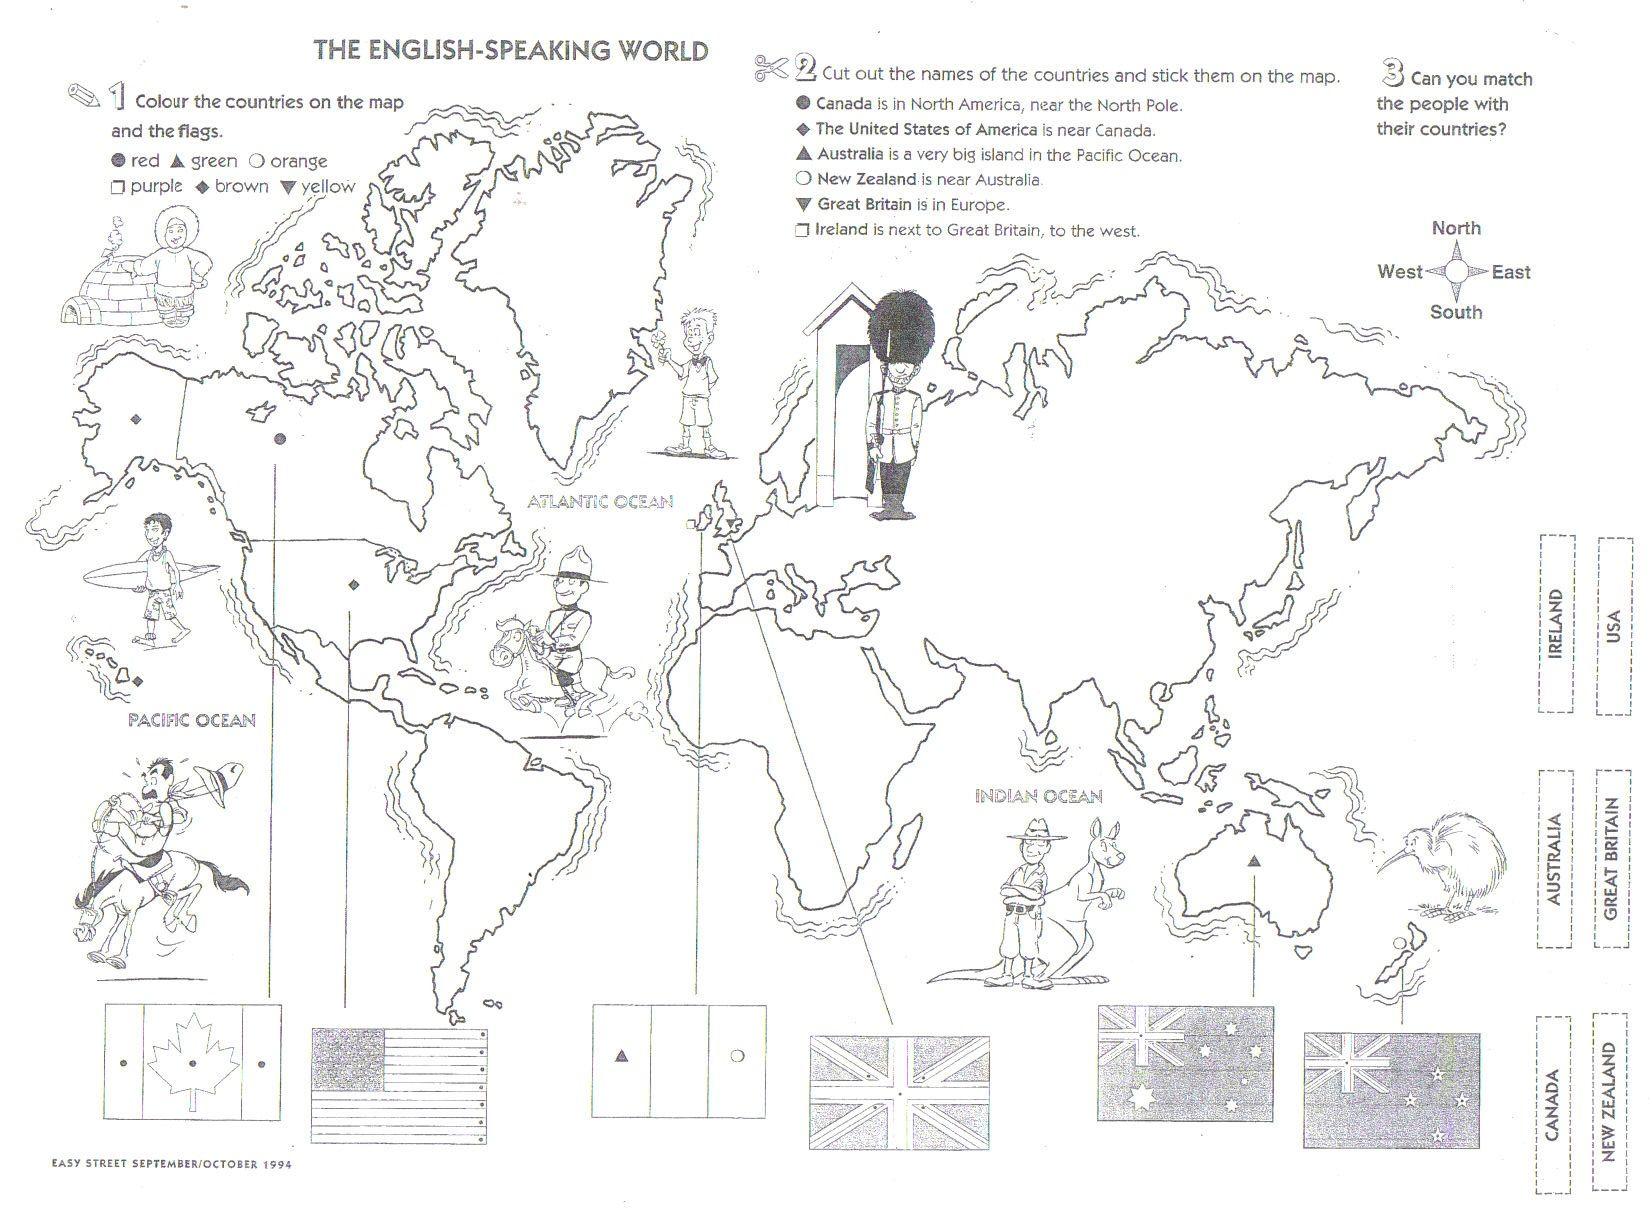 THE ENGLISH-SPEAKING WORLD
1 Colour the countries on the map
and the flags.
● red ▲ green ○ orange
□ purple ◆ brown ▼ yellow
2 Cut out the names of the countries and stick them on the map.
● Canada is in North America, near the North Pole.
◆ The United States of America is near Canada.
▲ Australia is a very big island in the Pacific Ocean.
○ New Zealand is near Australia.
▼ Great Britain is in Europe.
□ Ireland is next to Great Britain, to the west.
3 Can you match
the people with
their countries?
North
West East
South
ATLANTIC OCEAN
PACIFIC OCEAN
INDIAN OCEAN
IRELAND
USA
AUSTRALIA
GREAT BRITAIN
CANADA
NEW ZEALAND
EASY STREET SEPTEMBER/OCTOBER 1994